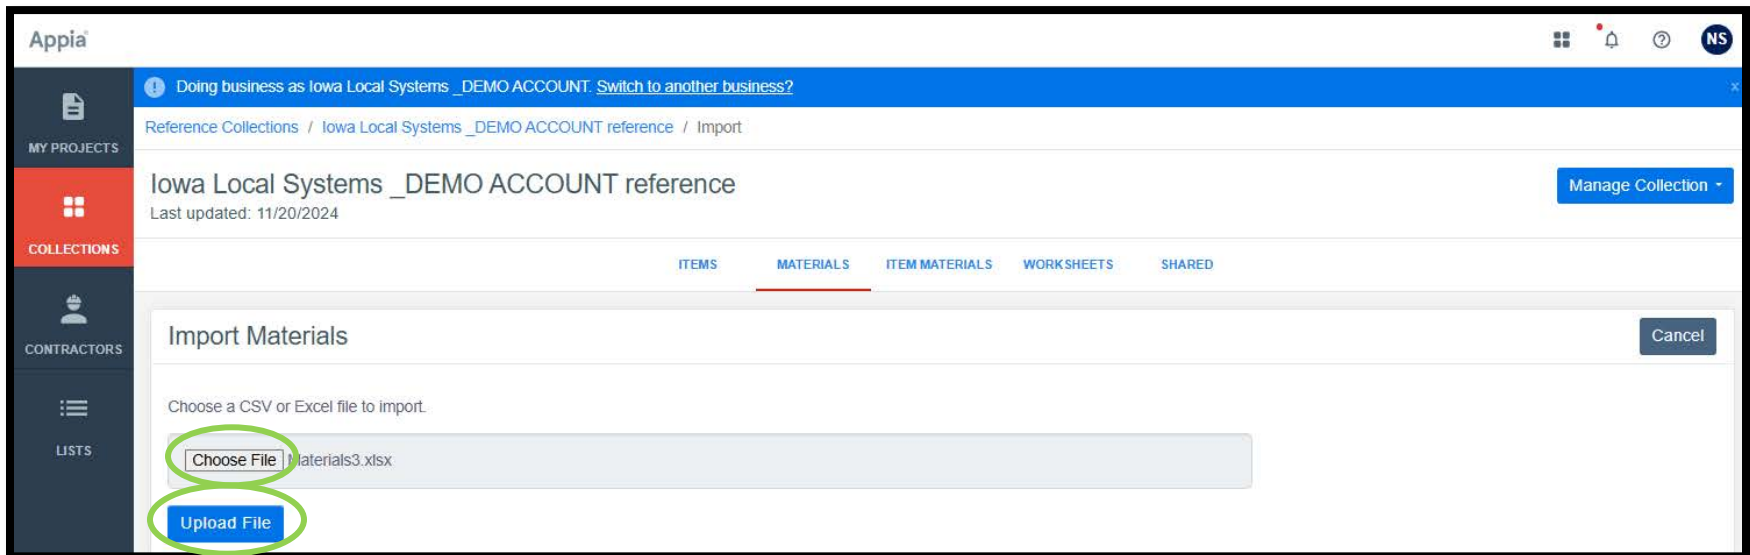 Appia®
NS
Doing business as Iowa Local Systems _DEMO ACCOUNT. Switch to another business?
x
MY PROJECTS
Reference Collections / Iowa Local Systems _DEMO ACCOUNT reference / Import
Iowa Local Systems _DEMO ACCOUNT reference
Manage Collection
Last updated: 11/20/2024
COLLECTIONS
ITEMS MATERIALS ITEM MATERIALS WORKSHEETS SHARED
CONTRACTORS
Import Materials
Cancel
Choose a CSV or Excel file to import.
LISTS
Choose File Materials3.xlsx
Upload File